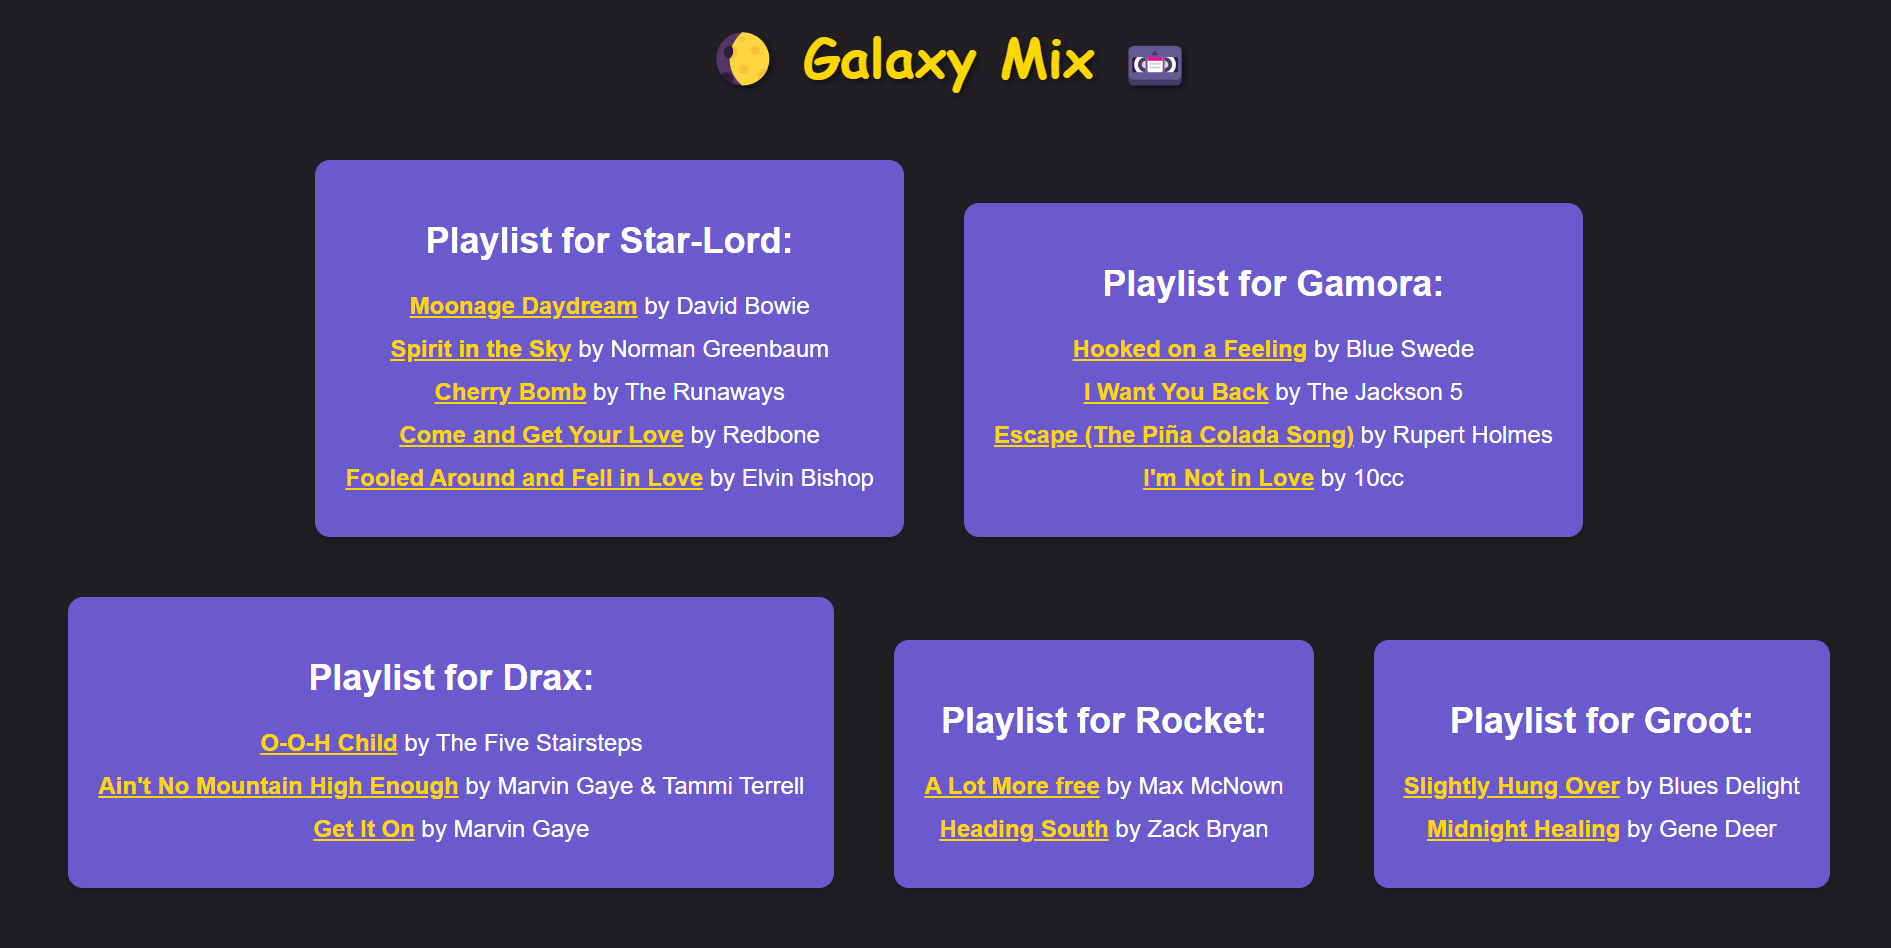 Galaxy Mix
Playlist for Star-Lord:
Moonage Daydream by David Bowie
Spirit in the Sky by Norman Greenbaum
Cherry Bomb by The Runaways
Come and Get Your Love by Redbone
Fooled Around and Fell in Love by Elvin Bishop
Playlist for Gamora:
Hooked on a Feeling by Blue Swede
I Want You Back by The Jackson 5
Escape (The Piña Colada Song) by Rupert Holmes
I'm Not in Love by 10cc
Playlist for Drax:
O-O-H Child by The Five Stairsteps
Ain't No Mountain High Enough by Marvin Gaye & Tammi Terrell
Get It On by Marvin Gaye
Playlist for Rocket:
A Lot More free by Max McNown
Heading South by Zack Bryan
Playlist for Groot:
Slightly Hung Over by Blues Delight
Midnight Healing by Gene Deer